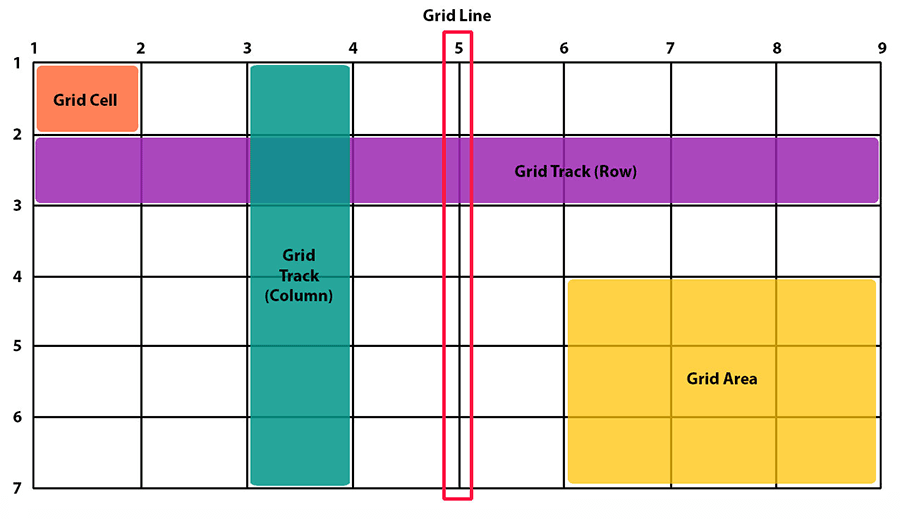 Grid Line
1 2 3 4 5 6 7 8 9
1
Grid Cell
2
Grid Track (Row)
3
Grid
Track
(Column)
4
5
Grid Area
6
7